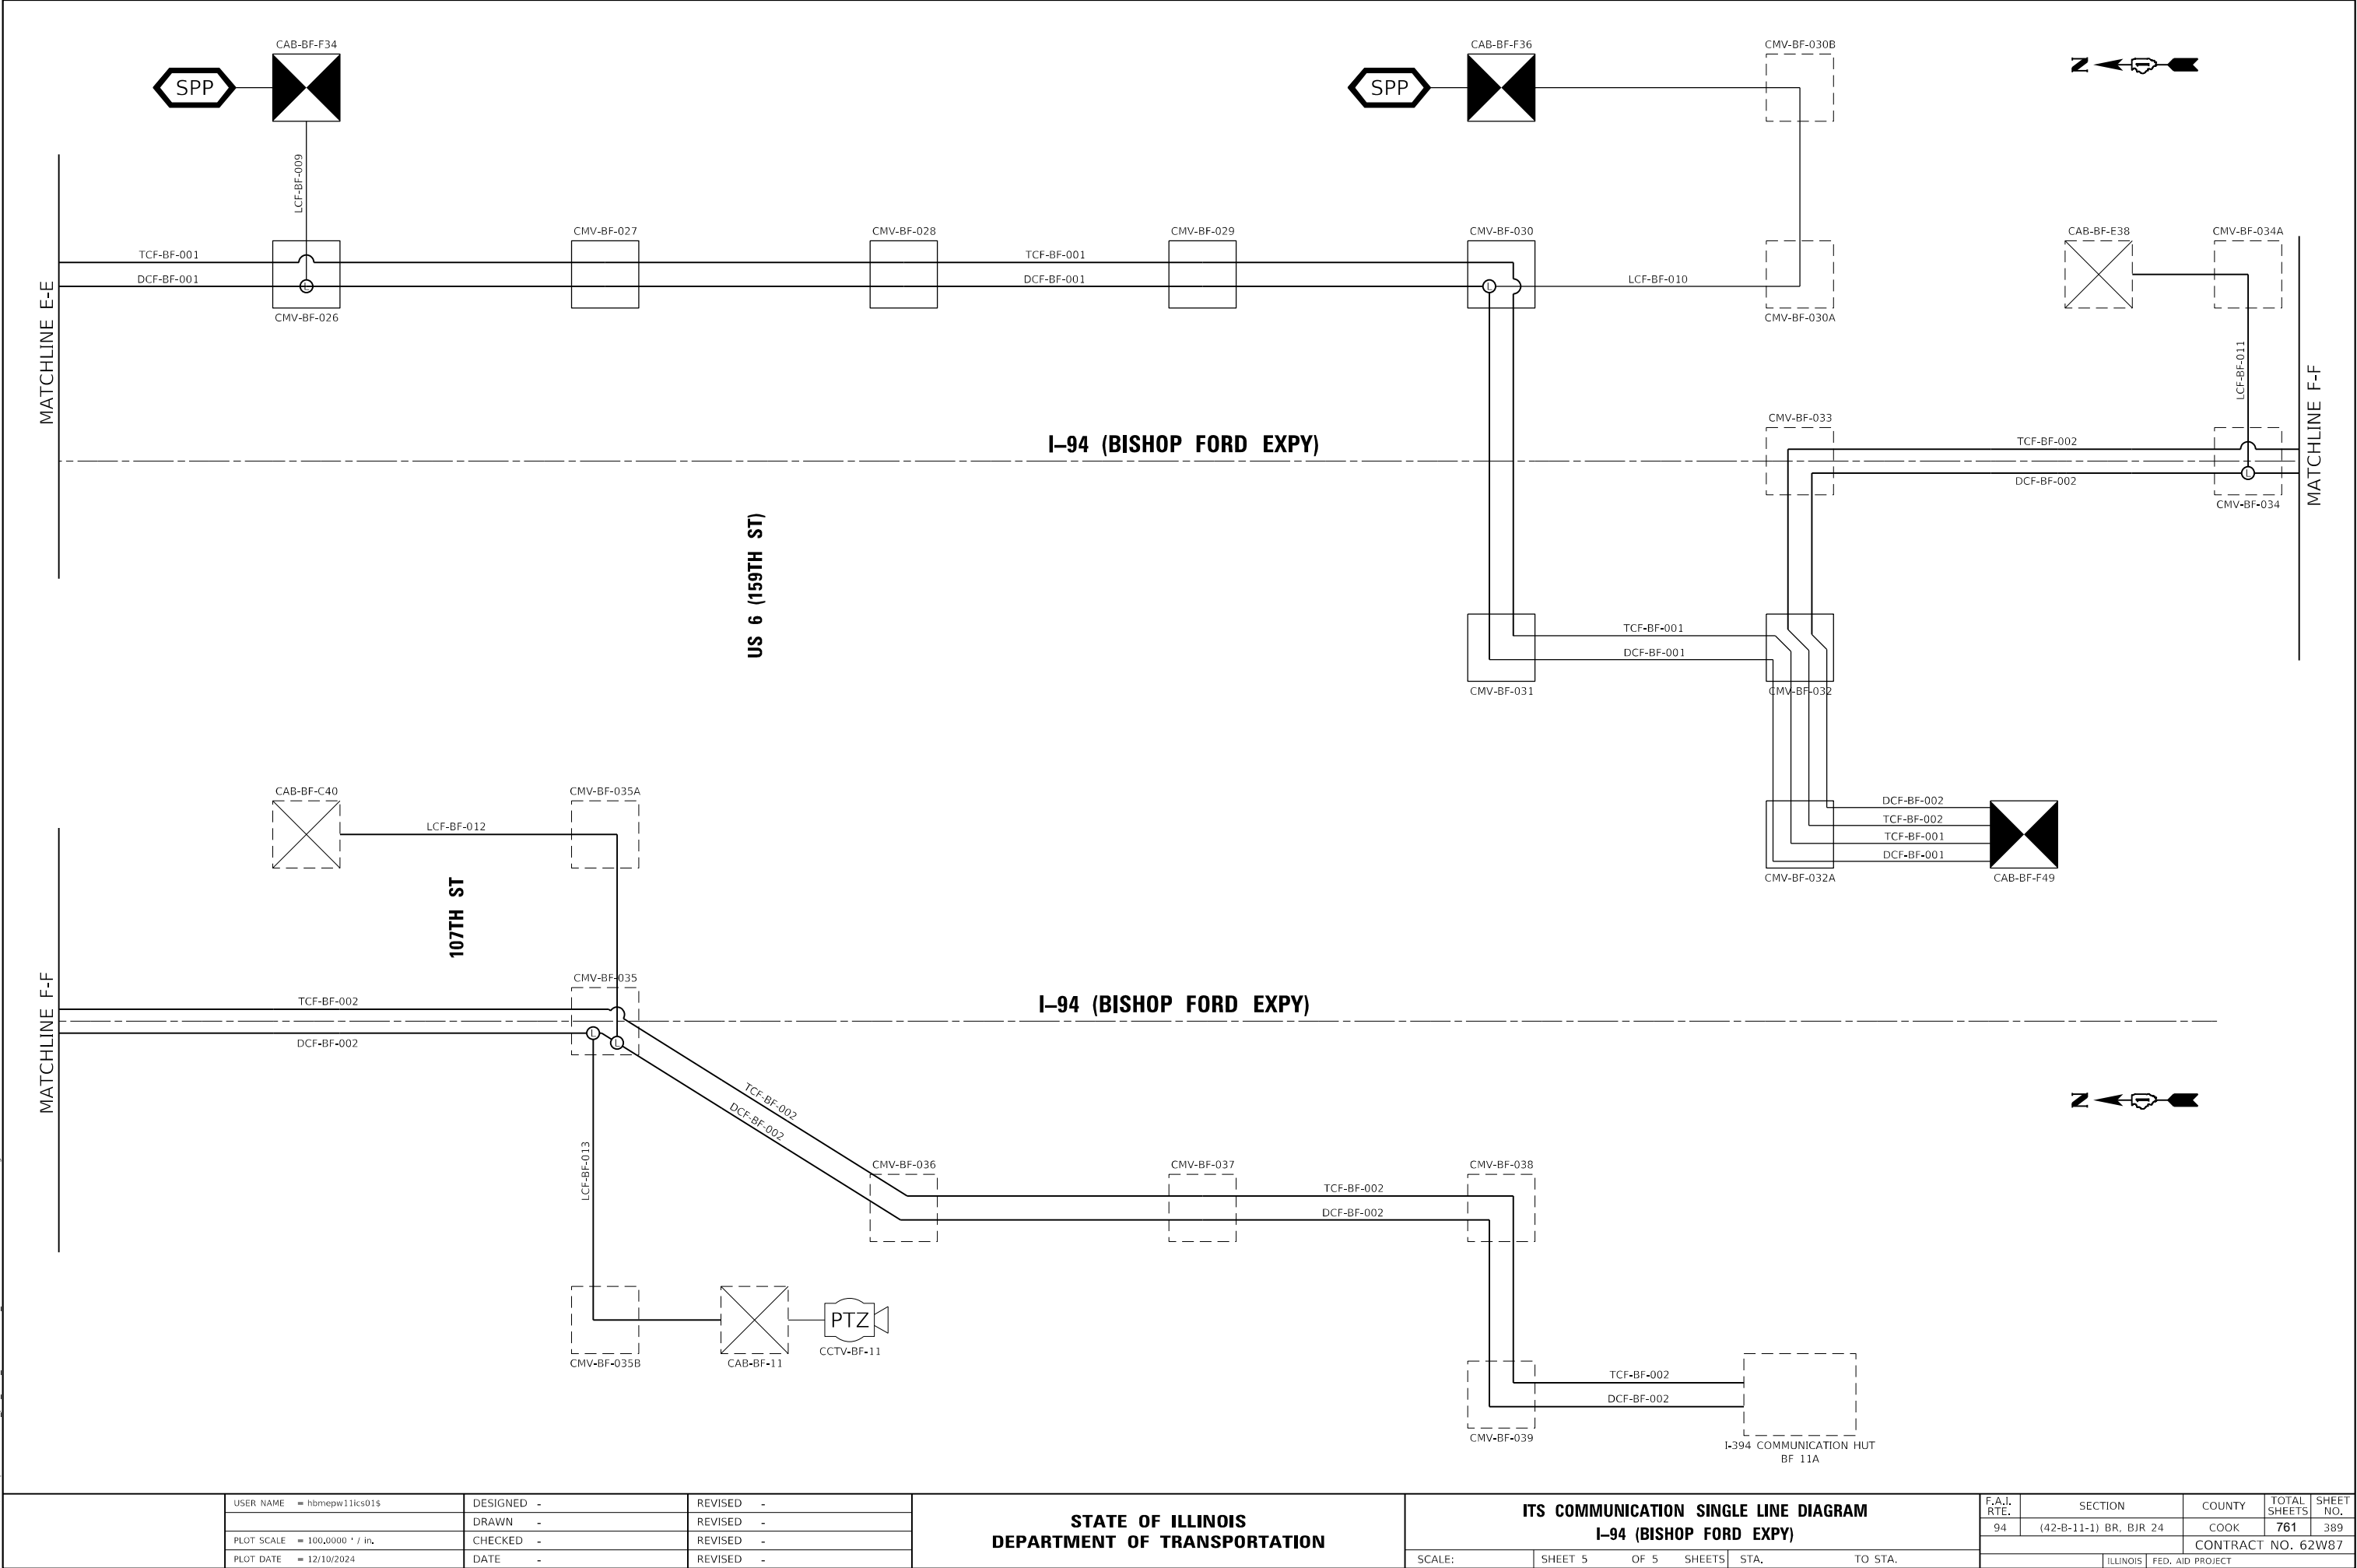 CAB-BF-F34
CAB-BF-F36
CMV-BF-030B
SPP
SPP
N
LCF-BF-009
CMV-BF-027
CMV-BF-028
CMV-BF-029
CMV-BF-030
CAB-BF-E38
CMV-BF-034A
TCF-BF-001
TCF-BF-001
DCF-BF-001
DCF-BF-001
LCF-BF-010
L
L
CMV-BF-026
CMV-BF-030A
MATCHLINE E-E
LCF-BF-011
MATCHLINE F-F
I-94 (BISHOP FORD EXPY)
CMV-BF-033
TCF-BF-002
DCF-BF-002
L
CMV-BF-034
US 6 (159TH ST)
TCF-BF-001
DCF-BF-001
CMV-BF-031
CMV-BF-032
CAB-BF-C40
CMV-BF-035A
LCF-BF-012
DCF-BF-002
TCF-BF-002
TCF-BF-001
DCF-BF-001
CMV-BF-032A
CAB-BF-F49
107TH ST
MATCHLINE F-F
CMV-BF-035
TCF-BF-002
DCF-BF-002
L
L
I-94 (BISHOP FORD EXPY)
TCF-BF-002
DCF-BF-002
N
LCF-BF-013
CMV-BF-036
CMV-BF-037
CMV-BF-038
TCF-BF-002
DCF-BF-002
PTZ
CMV-BF-035B
CAB-BF-11
CCTV-BF-11
TCF-BF-002
DCF-BF-002
CMV-BF-039
I-394 COMMUNICATION HUT
BF 11A
USER NAME = hbmepw11ics01$
PLOT SCALE = 100.0000 ' / in.
PLOT DATE = 12/10/2024
DESIGNED -
DRAWN -
CHECKED -
DATE -
REVISED -
REVISED -
REVISED -
REVISED -
STATE OF ILLINOIS
DEPARTMENT OF TRANSPORTATION
ITS COMMUNICATION SINGLE LINE DIAGRAM
I-94 (BISHOP FORD EXPY)
SCALE: SHEET 5 OF 5 SHEETS STA. TO STA.
F.A.I. RTE. SECTION COUNTY TOTAL SHEETS SHEET NO.
94 (42-B-11-1) BR, BJR 24 COOK 761 389
CONTRACT NO. 62W87
ILLINOIS FED. AID PROJECT